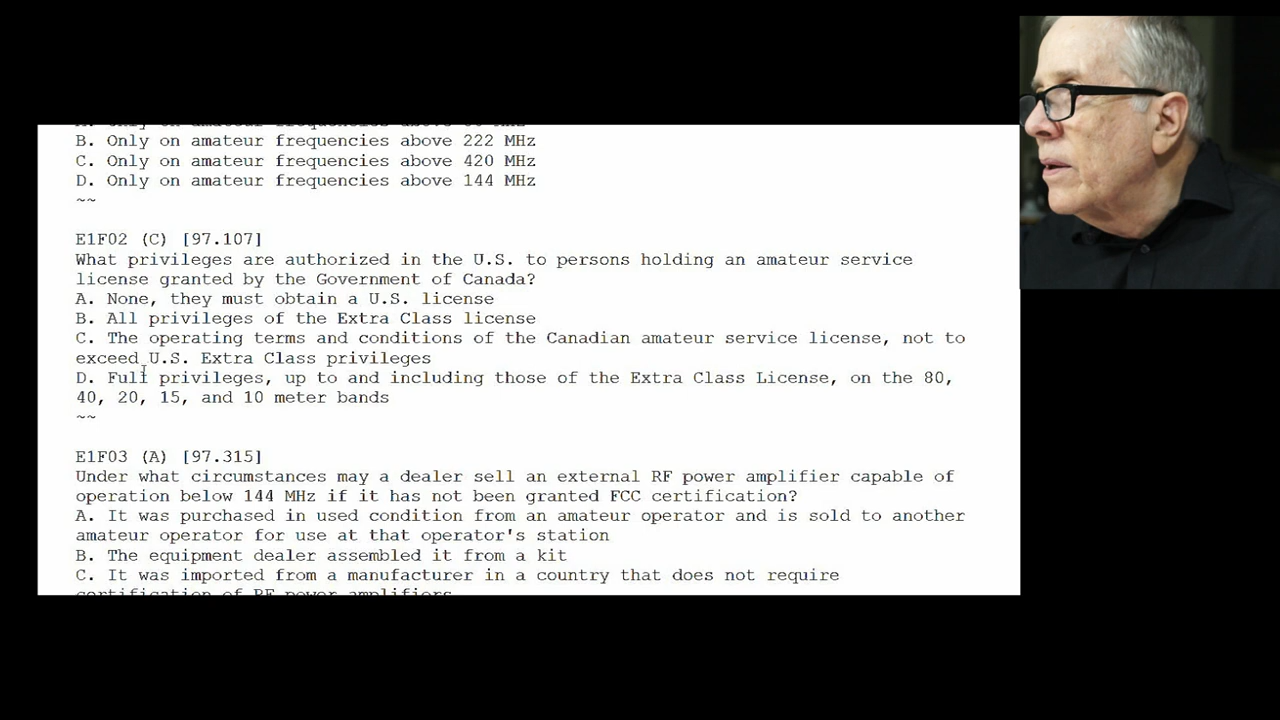 B. Only on amateur frequencies above 222 MHz
C. Only on amateur frequencies above 420 MHz
D. Only on amateur frequencies above 144 MHz
~~
E1F02 (C) [97.107]
What privileges are authorized in the U.S. to persons holding an amateur service
license granted by the Government of Canada?
A. None, they must obtain a U.S. license
B. All privileges of the Extra Class license
C. The operating terms and conditions of the Canadian amateur service license, not to
exceed U.S. Extra Class privileges
D. Full privileges, up to and including those of the Extra Class License, on the 80,
40, 20, 15, and 10 meter bands
~~
E1F03 (A) [97.315]
Under what circumstances may a dealer sell an external RF power amplifier capable of
operation below 144 MHz if it has not been granted FCC certification?
A. It was purchased in used condition from an amateur operator and is sold to another
amateur operator for use at that operator's station
B. The equipment dealer assembled it from a kit
C. It was imported from a manufacturer in a country that does not require
certification of RF power amplifiers